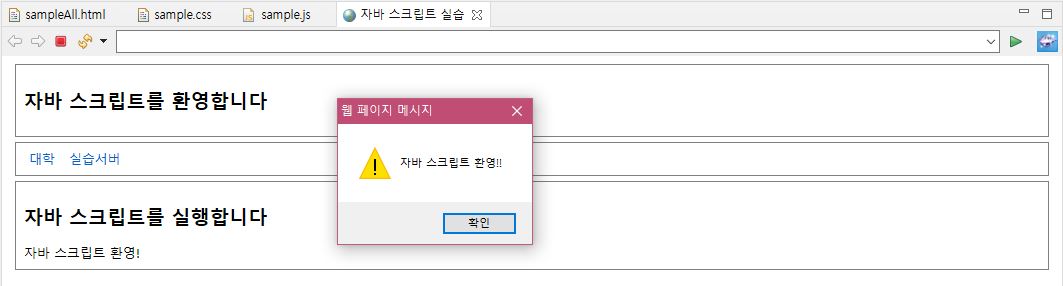 sampleAll.html sample.css sample.js 자바 스크립트 실습
자바 스크립트를 환영합니다
웹 페이지 메시지
자바 스크립트 환영!!
확인
대학 실습서버
자바 스크립트를 실행합니다
자바 스크립트 환영!